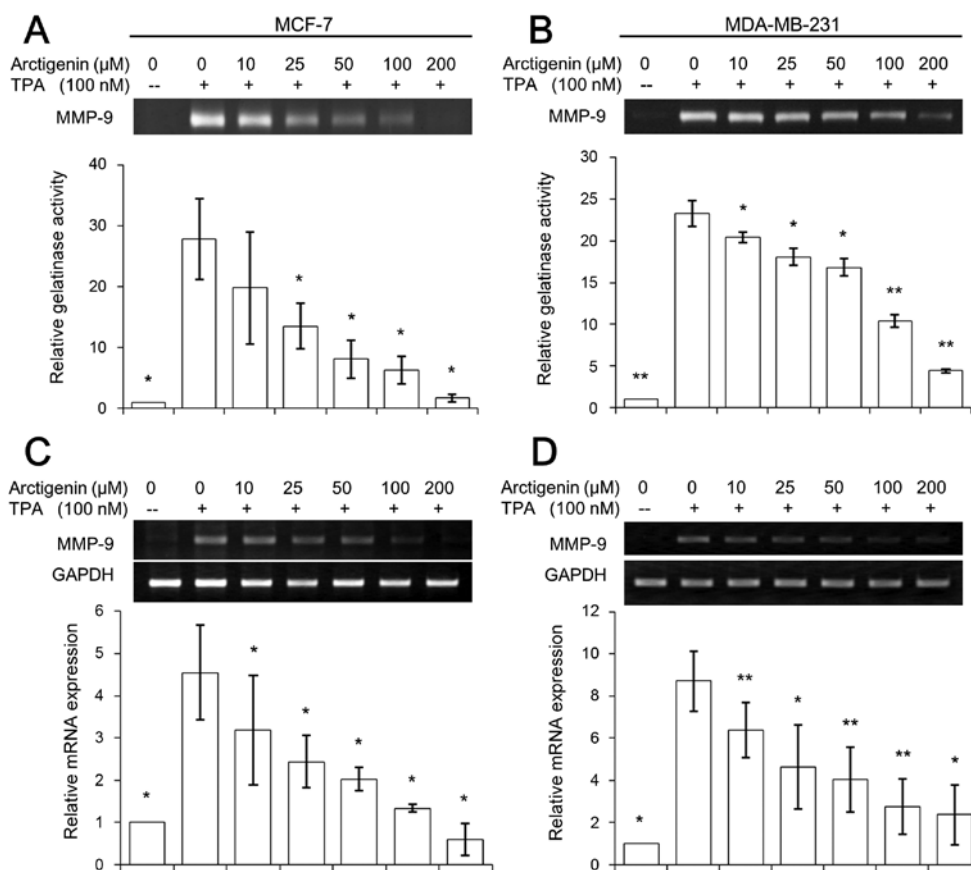 A
MCF-7
Arctigenin (μM) 0 0 10 25 50 100 200
TPA (100 nM) -- + + + + + +
MMP-9
Relative gelatinase activity
40
30
20
10
0
* * * * *
B
MDA-MB-231
Arctigenin (μM) 0 0 10 25 50 100 200
TPA (100 nM) -- + + + + + +
MMP-9
Relative gelatinase activity
30
25
20
15
10
5
0
** * * * ** **
C
Arctigenin (μM) 0 0 10 25 50 100 200
TPA (100 nM) -- + + + + + +
MMP-9
GAPDH
Relative mRNA expression
6
5
4
3
2
1
0
* * * * * *
D
Arctigenin (μM) 0 0 10 25 50 100 200
TPA (100 nM) -- + + + + + +
MMP-9
GAPDH
Relative mRNA expression
12
10
8
6
4
2
0
* ** * ** ** *